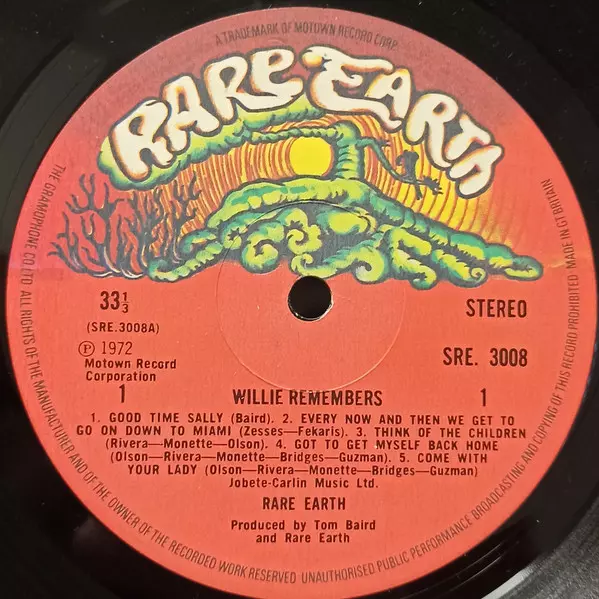 A TRADEMARK OF MOTOWN RECORD CORP.
RARE EARTH
33 1/3
STEREO
(SRE.3008A)
SRE. 3008
Ⓟ 1972
Motown Record
Corporation
1
WILLIE REMEMBERS
1
1. GOOD TIME SALLY (Baird). 2. EVERY NOW AND THEN WE GET TO
GO ON DOWN TO MIAMI (Zesses—Fekaris). 3. THINK OF THE CHILDREN
(Rivera—Monette—Olson). 4. GOT TO GET MYSELF BACK HOME
(Olson—Rivera—Monette—Bridges—Guzman). 5. COME WITH
YOUR LADY (Olson—Rivera—Monette—Bridges—Guzman)
Jobete-Carlin Music Ltd.
RARE EARTH
Produced by Tom Baird
and Rare Earth
THE GRAMOPHONE CO LTD ALL RIGHTS OF THE MANUFACTURER AND OF THE OWNER OF THE RECORDED WORK RESERVED UNAUTHORISED PUBLIC PERFORMANCE BROADCASTING AND COPYING OF THIS RECORD PROHIBITED MADE IN GT BRITAIN